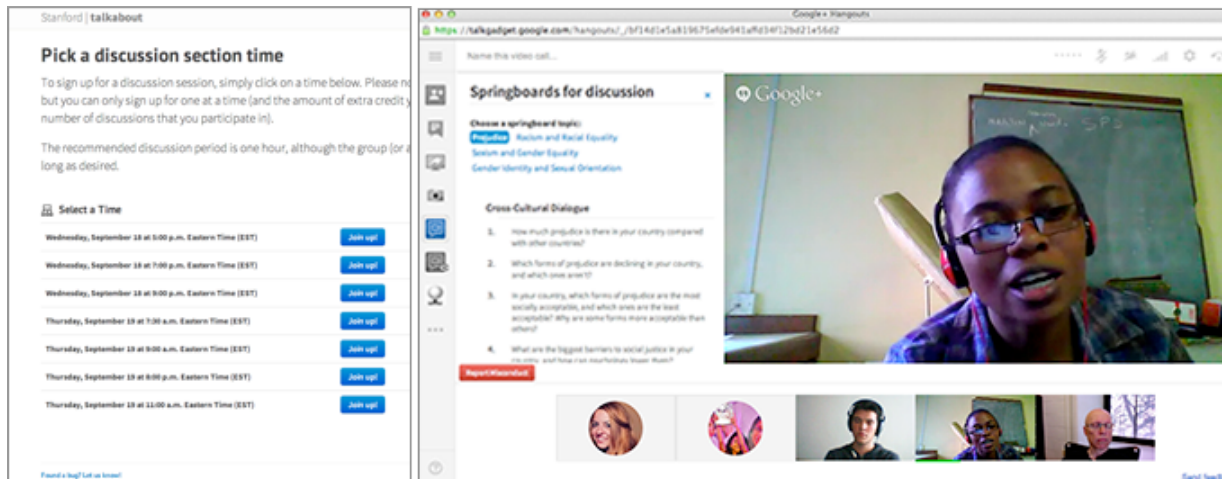 Stanford | talkabout
Pick a discussion section time
To sign up for a discussion session, simply click on a time below. Please no
but you can only sign up for one at a time (and the amount of extra credit y
number of discussions that you participate in).
The recommended discussion period is one hour, although the group (or a
long as desired.
Select a Time
Wednesday, September 18 at 5:00 p.m. Eastern Time (EST)
Join up!
Wednesday, September 18 at 7:00 p.m. Eastern Time (EST)
Join up!
Wednesday, September 18 at 9:00 p.m. Eastern Time (EST)
Join up!
Thursday, September 19 at 7:30 a.m. Eastern Time (EST)
Join up!
Thursday, September 19 at 9:00 a.m. Eastern Time (EST)
Join up!
Thursday, September 19 at 8:00 p.m. Eastern Time (EST)
Join up!
Thursday, September 19 at 11:00 a.m. Eastern Time (EST)
Join up!
Found a bug? Let us know!
Google+ Hangouts
Name this video call...
Springboards for discussion
Choose a springboard topic:
Prejudice Racism and Racial Equality
Sexism and Gender Equality
Gender Identity and Sexual Orientation
Cross-Cultural Dialogue
1. How much prejudice is there in your country compared
with other countries?
2. Which forms of prejudice are declining in your country,
and which ones aren't?
3. In your country, which forms of prejudice are the most
socially acceptable, and which ones are the least
acceptable? Why are some forms more acceptable than
others?
4. What are the biggest barriers to social justice in your
country, and how can psychology lower them?
Report Misconduct
Google+
SPS
Send feedb